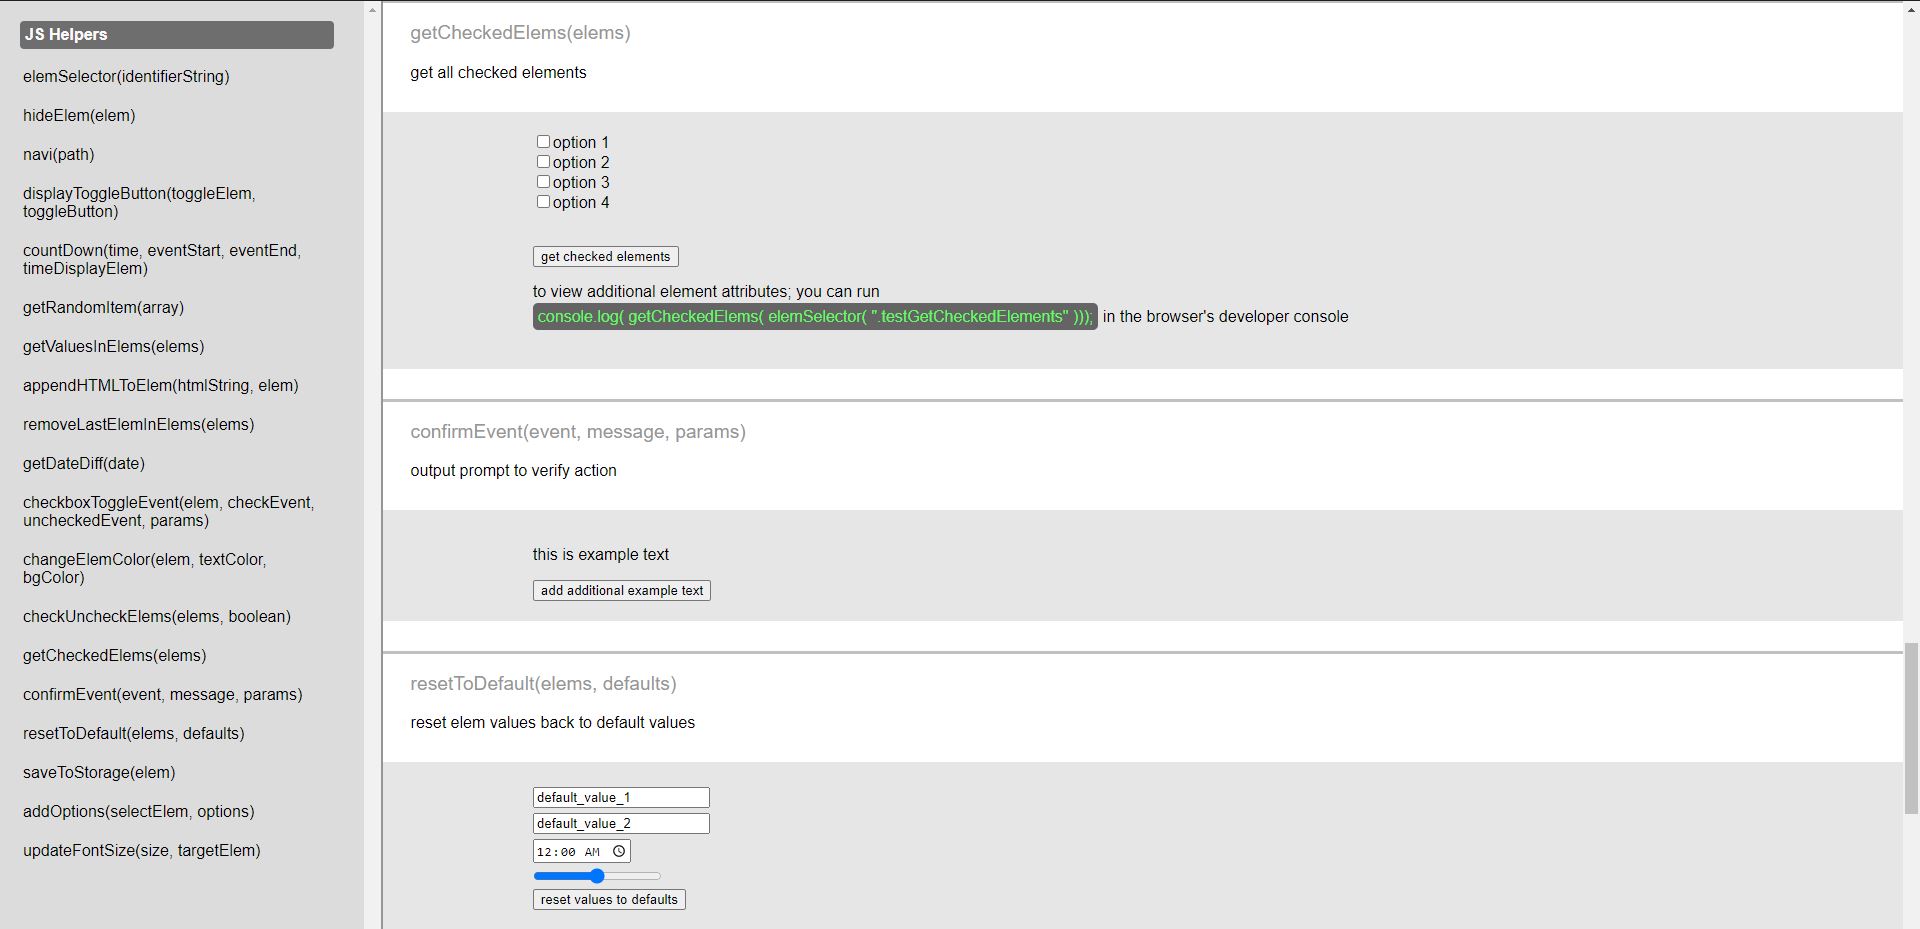 JS Helpers
elemSelector(identifierString)
hideElem(elem)
navi(path)
displayToggleButton(toggleElem,
toggleButton)
countDown(time, eventStart, eventEnd,
timeDisplayElem)
getRandomItem(array)
getValuesInElems(elems)
appendHTMLToElem(htmlString, elem)
removeLastElemInElems(elems)
getDateDiff(date)
checkboxToggleEvent(elem, checkEvent,
uncheckedEvent, params)
changeElemColor(elem, textColor,
bgColor)
checkUncheckElems(elems, boolean)
getCheckedElems(elems)
confirmEvent(event, message, params)
resetToDefault(elems, defaults)
saveToStorage(elem)
addOptions(selectElem, options)
updateFontSize(size, targetElem)
getCheckedElems(elems)
get all checked elements
option 1
option 2
option 3
option 4
get checked elements
to view additional element attributes; you can run
console.log( getCheckedElems( elemSelector( ".testGetCheckedElements" ))); in the browser's developer console
confirmEvent(event, message, params)
output prompt to verify action
this is example text
add additional example text
resetToDefault(elems, defaults)
reset elem values back to default values
default_value_1
default_value_2
12:00 AM
reset values to defaults